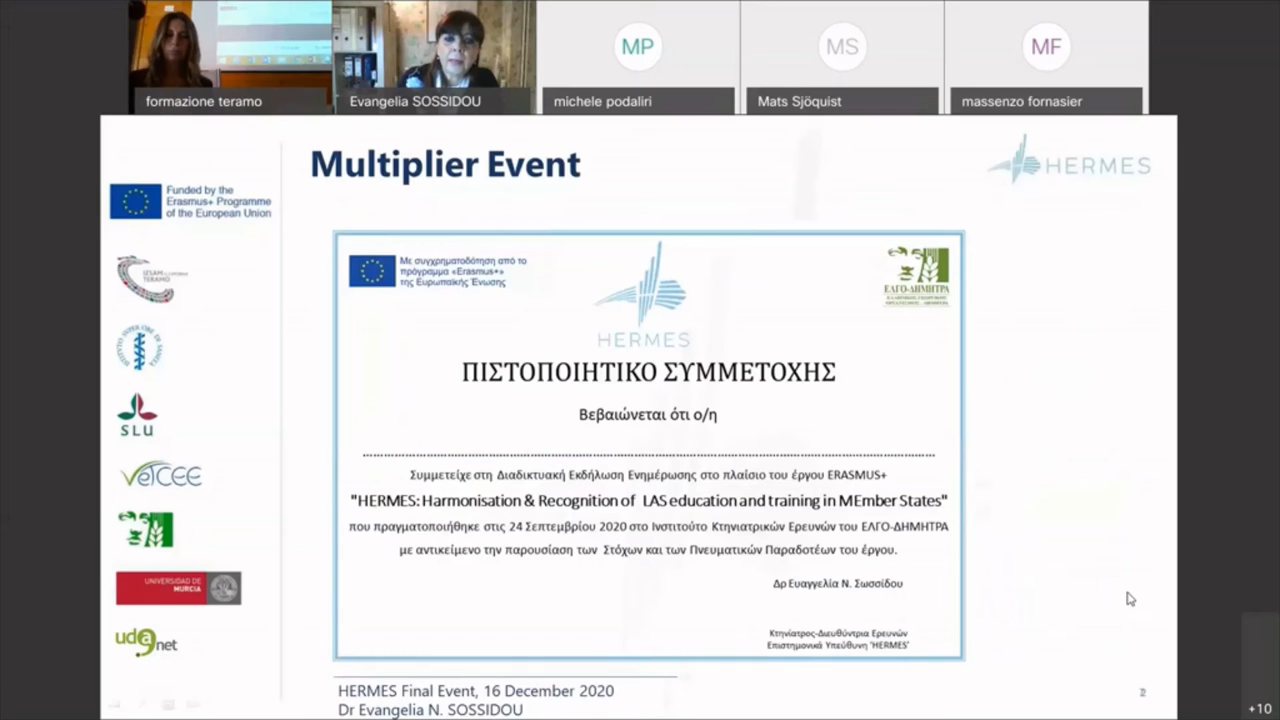 MP
MS
MF
formazione teramo
Evangelia SOSSIDOU
michele podaliri
Mats Sjöquist
massenzo fornasier
Multiplier Event
HERMES
Funded by the
Erasmus+ Programme
of the European Union
IZSAM
TERAMO
SLU
VETCEE
UNIVERSIDAD DE
MURCIA
udanet
Με συγχρηματοδότηση από το
πρόγραμμα «Erasmus+»
της Ευρωπαϊκής Ένωσης
HERMES
ΕΛΓΟ-ΔΗΜΗΤΡΑ
ΠΙΣΤΟΠΟΙΗΤΙΚΟ ΣΥΜΜΕΤΟΧΗΣ
Βεβαιώνεται ότι ο/η
Συμμετείχε στη Διαδικτυακή Εκδήλωση Ενημέρωσης στο πλαίσιο του έργου ERASMUS+
"HERMES: Harmonisation & Recognition of LAS education and training in MEmber States"
που πραγματοποιήθηκε στις 24 Σεπτεμβρίου 2020 στο Ινστιτούτο Κτηνιατρικών Ερευνών του ΕΛΓΟ-ΔΗΜΗΤΡΑ
με αντικείμενο την παρουσίαση των Στόχων και των Πνευματικών Παραδοτέων του έργου.
Δρ Ευαγγελία Ν. Σωσσίδου
Κτηνίατρος-Διευθύντρια Ερευνών
Επιστημονικά Υπεύθυνη 'HERMES'
HERMES Final Event, 16 December 2020
Dr Evangelia N. SOSSIDOU
2
+10